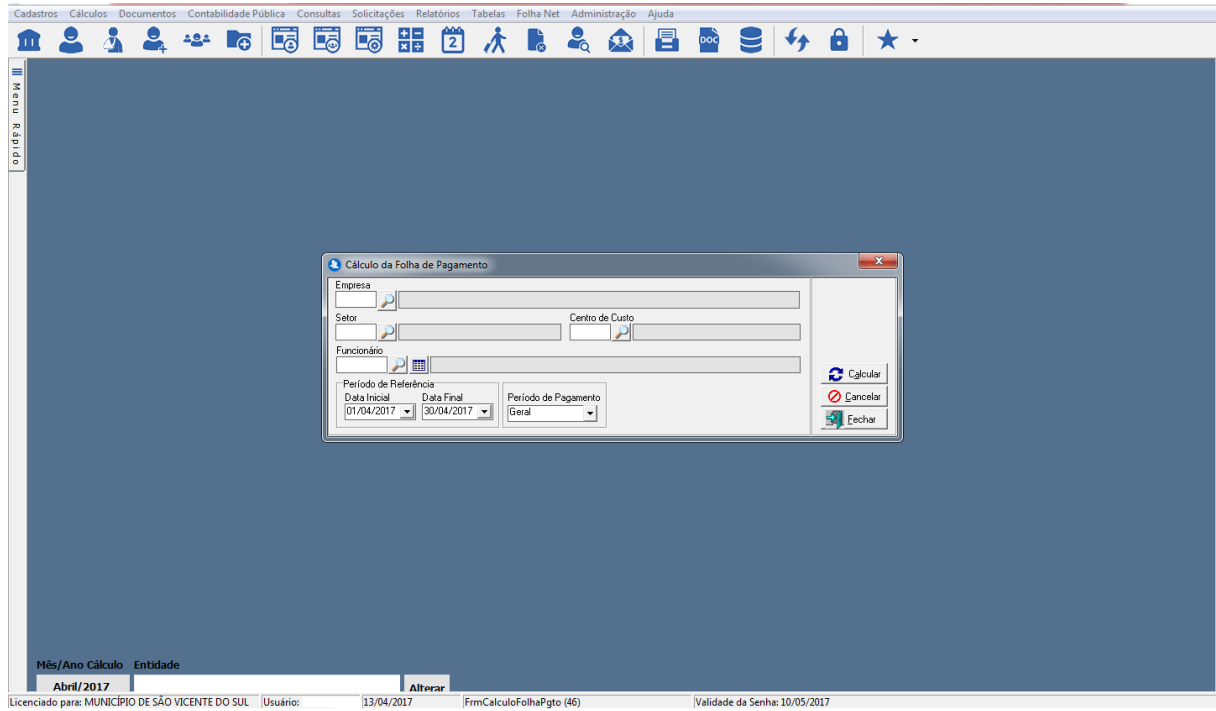 Cadastros Cálculos Documentos Contabilidade Pública Consultas Solicitações Relatórios Tabelas Folha Net Administração Ajuda
2 DOC
Menu Rápido
Cálculo da Folha de Pagamento
Empresa
Setor Centro de Custo
Funcionário
Calcular
Período de Referência
Data Inicial Data Final Período de Pagamento
Cancelar
01/04/2017 30/04/2017 Geral
Fechar
Mês/Ano Cálculo Entidade
Abril/2017 Alterar
Licenciado para: MUNICÍPIO DE SÃO VICENTE DO SUL Usuário: 13/04/2017 FrmCalculoFolhaPgto (46) Validade da Senha: 10/05/2017